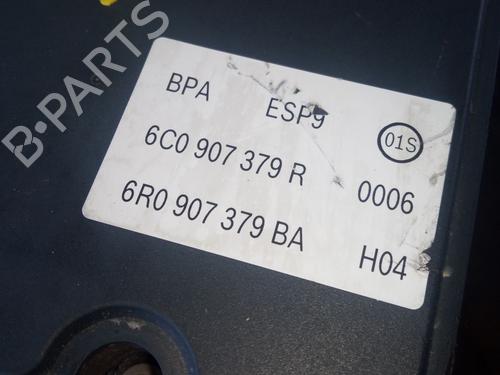 B-PARTS
BPA ESP9 01S
6C0 907 379 R 0006
6R0 907 379 BA H04